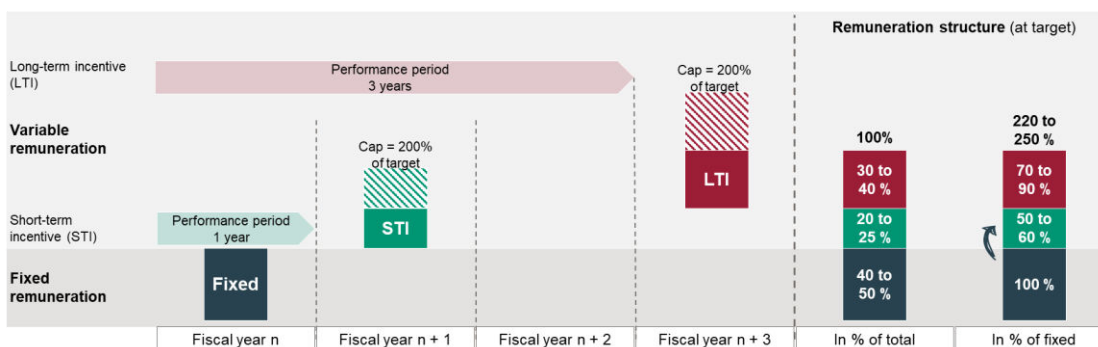 Remuneration structure (at target)
Long-term incentive
(LTI)
Performance period
3 years
Cap = 200%
of target
Variable
remuneration
Cap = 200%
of target
LTI
100%
220 to
250 %
30 to
40 %
70 to
90 %
Short-term
incentive (STI)
Performance period
1 year
STI
20 to
25 %
50 to
60 %
Fixed
remuneration
Fixed
40 to
50 %
100 %
Fiscal year n
Fiscal year n + 1
Fiscal year n + 2
Fiscal year n + 3
In % of total
In % of fixed